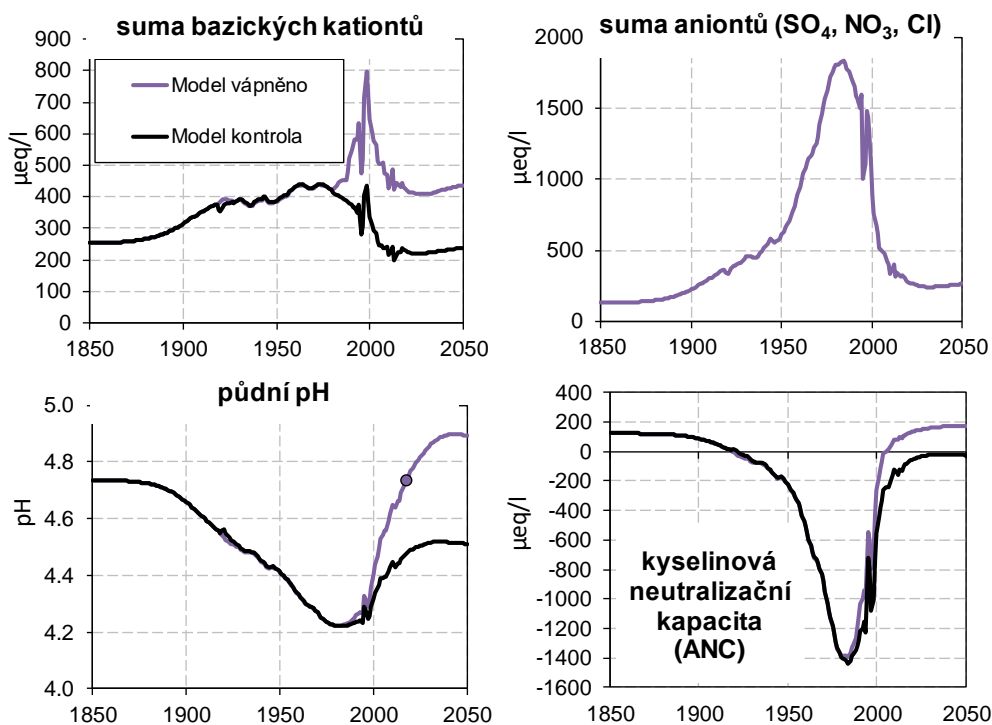 suma bazických kationtů
900
800
700
600
500
400
300
200
100
0
µeq/l
Model vápněno
Model kontrola
1850 1900 1950 2000 2050
suma aniontů (SO₄, NO₃, Cl)
2000
1500
1000
500
0
µeq/l
1850 1900 1950 2000 2050
půdní pH
5.0
4.8
4.6
4.4
4.2
4.0
pH
1850 1900 1950 2000 2050
400
200
0
-200
-400
-600
-800
-1000
-1200
-1400
-1600
µeq/l
kyselinová
neutralizační
kapacita
(ANC)
1850 1900 1950 2000 2050